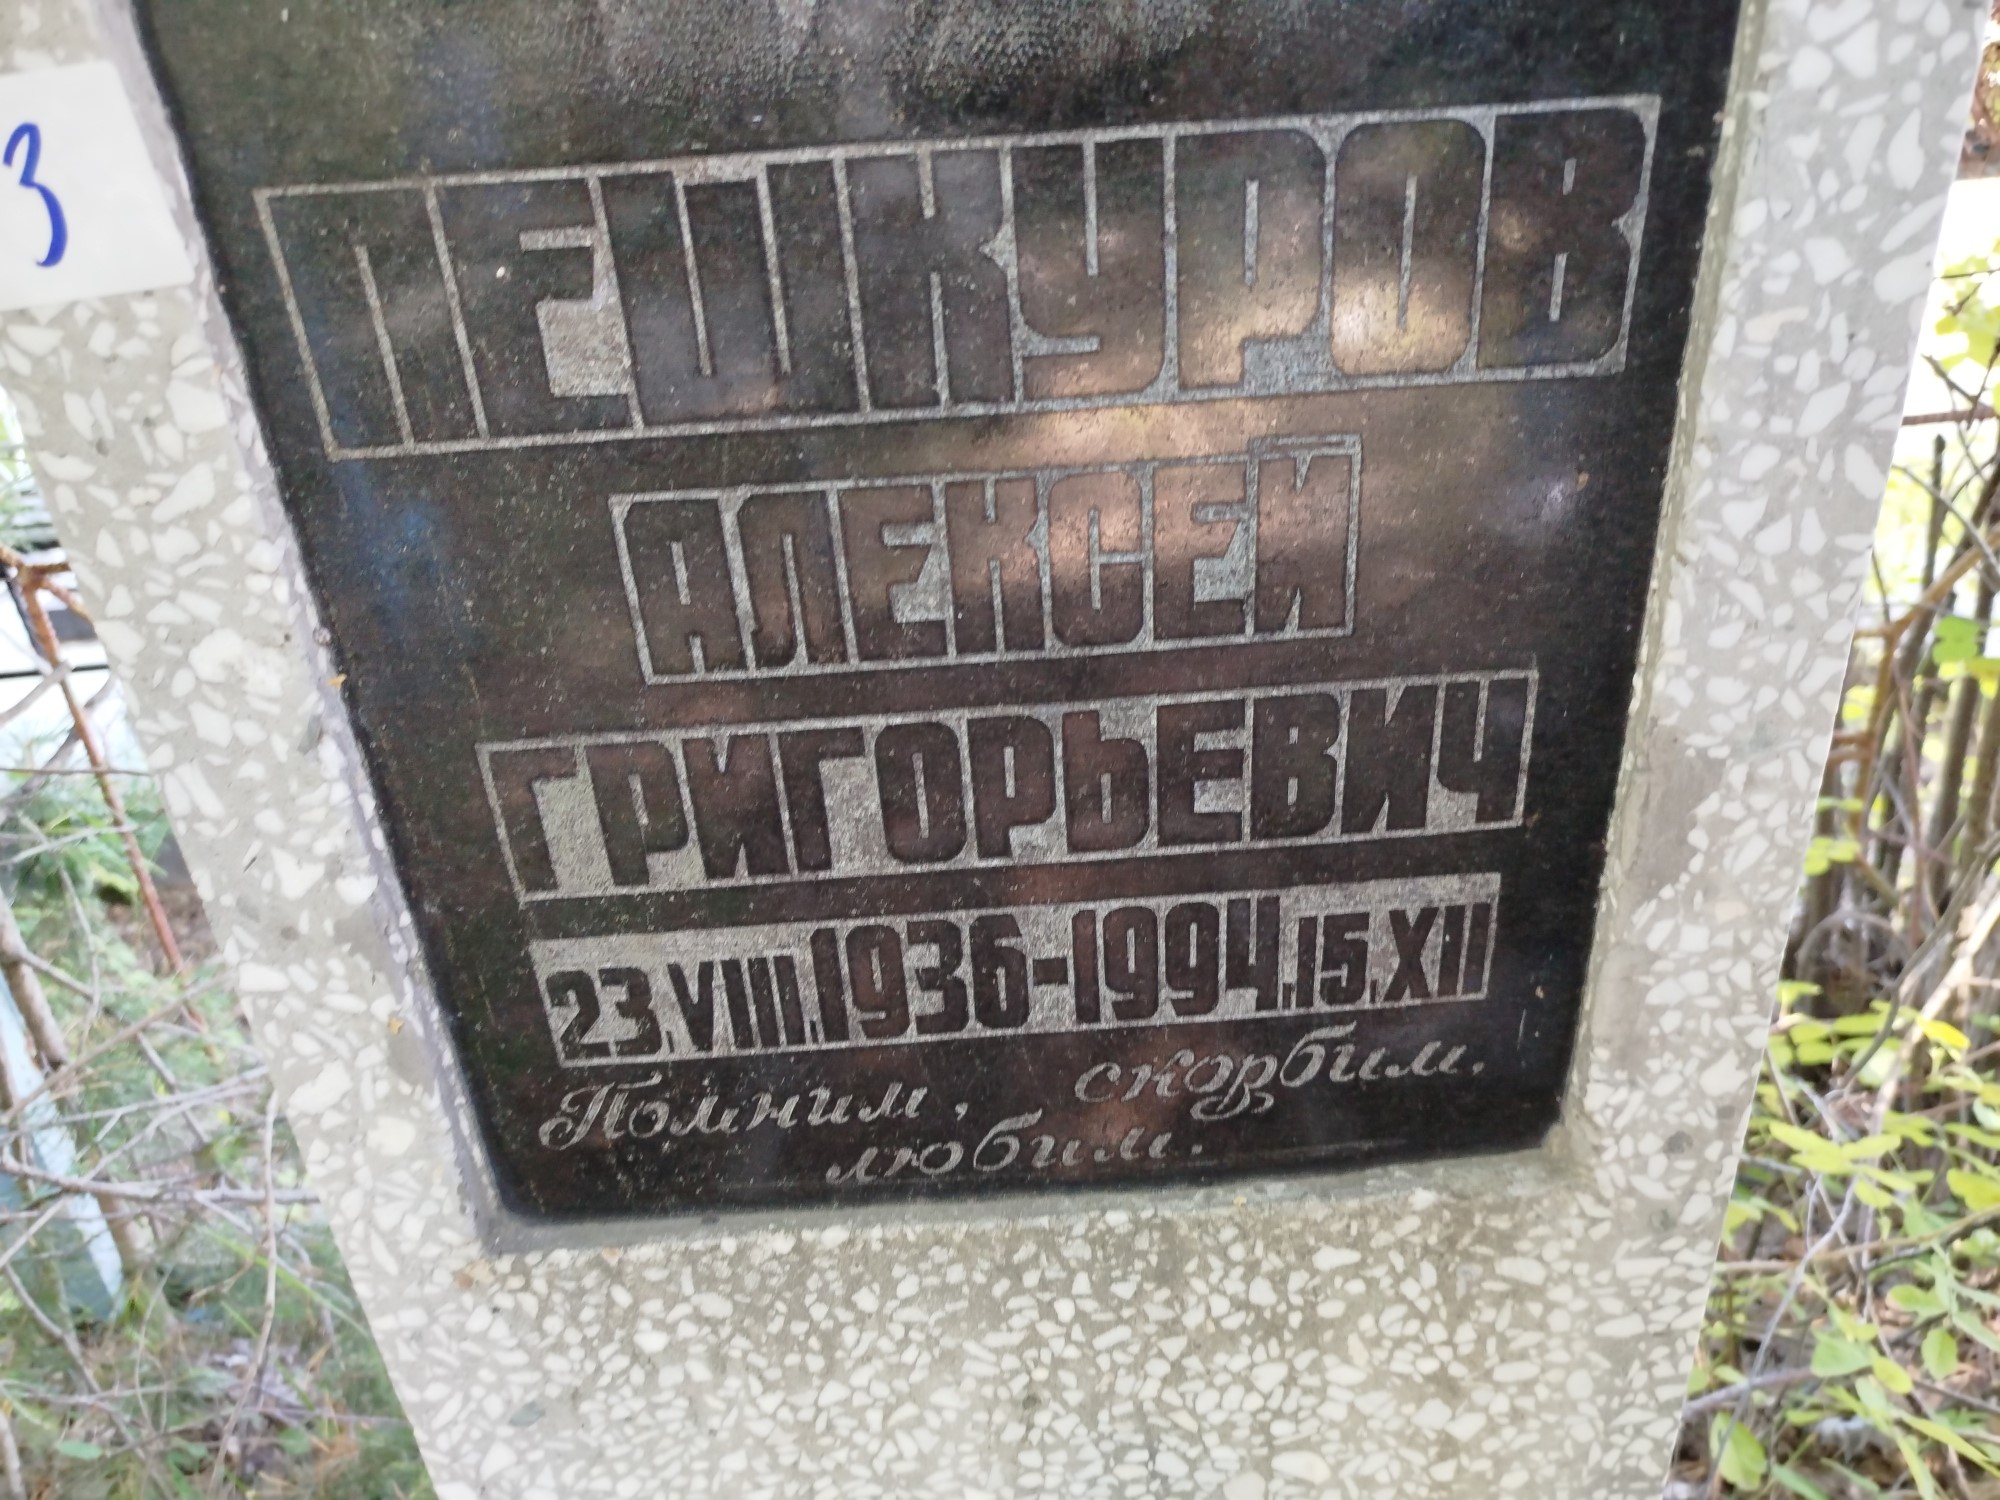 3
ПЕШКУРОВ
АЛЕКСЕЙ
ГРИГОРЬЕВИЧ
23.VIII.1936-1994.15.XII
Помним, скорбим,
любим.